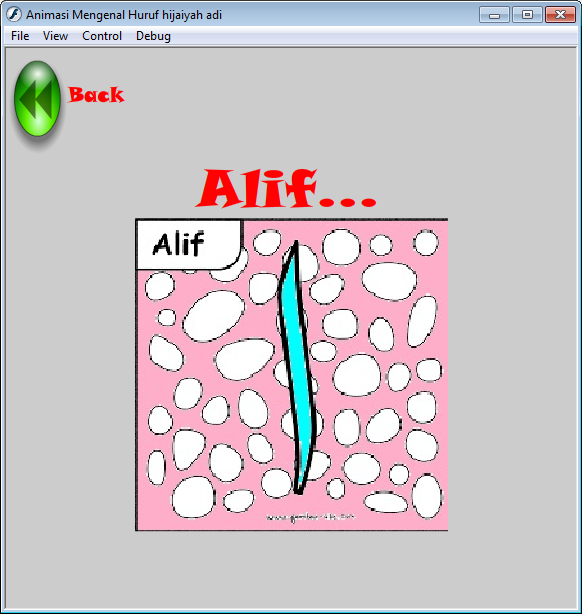 Animasi Mengenal Huruf hijaiyah adi
File View Control Debug
Back
Alif...
Alif